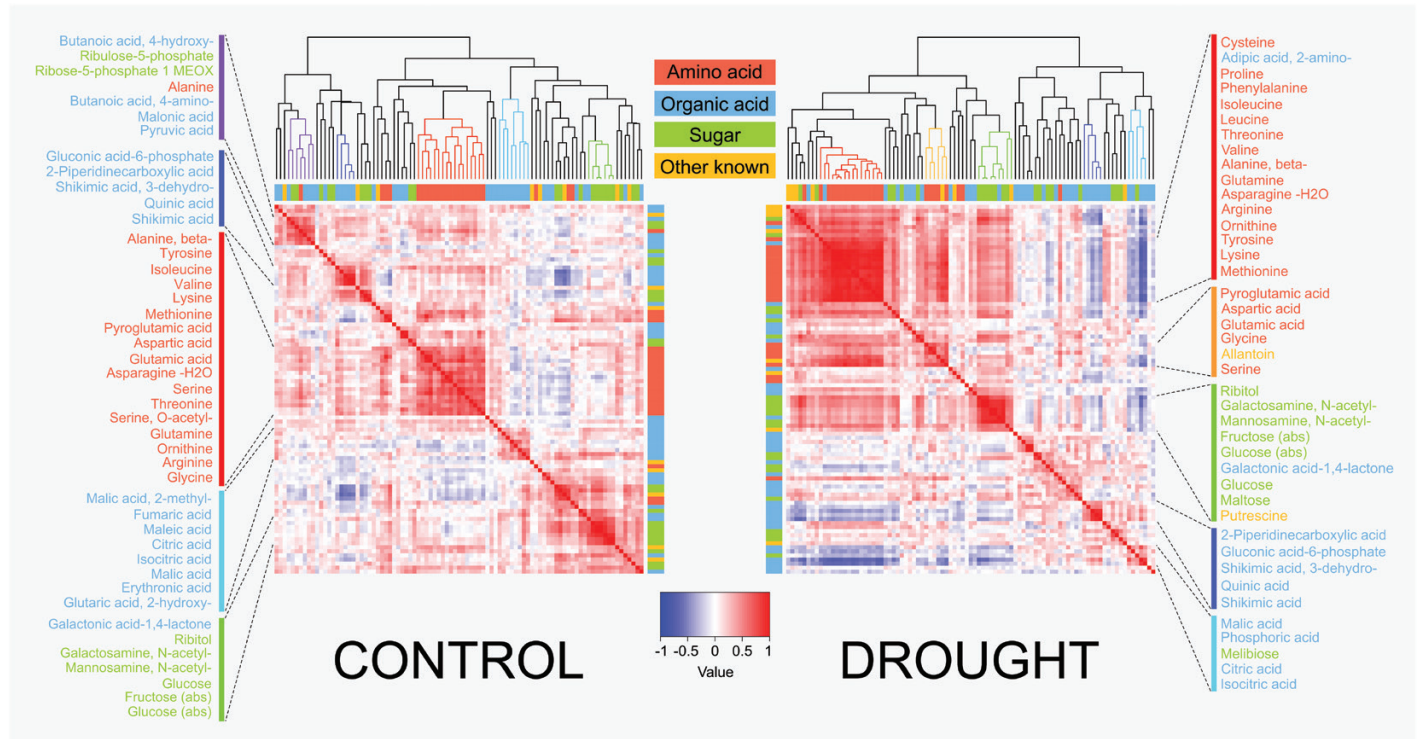 Butanoic acid, 4-hydroxy-
Ribulose-5-phosphate
Ribose-5-phosphate 1 MEOX
Alanine
Butanoic acid, 4-amino-
Malonic acid
Pyruvic acid
Gluconic acid-6-phosphate
2-Piperidinecarboxylic acid
Shikimic acid, 3-dehydro-
Quinic acid
Shikimic acid
Alanine, beta-
Tyrosine
Isoleucine
Valine
Lysine
Methionine
Pyroglutamic acid
Aspartic acid
Glutamic acid
Asparagine -H2O
Serine
Threonine
Serine, O-acetyl-
Glutamine
Ornithine
Arginine
Glycine
Malic acid, 2-methyl-
Fumaric acid
Maleic acid
Citric acid
Isocitric acid
Malic acid
Erythronic acid
Glutaric acid, 2-hydroxy-
Galactonic acid-1,4-lactone
Ribitol
Galactosamine, N-acetyl-
Mannosamine, N-acetyl-
Glucose
Fructose (abs)
Glucose (abs)
Amino acid
Organic acid
Sugar
Other known
CONTROL
-1 -0.5 0 0.5 1
Value
DROUGHT
Cysteine
Adipic acid, 2-amino-
Proline
Phenylalanine
Isoleucine
Leucine
Threonine
Valine
Alanine, beta-
Glutamine
Asparagine -H2O
Arginine
Ornithine
Tyrosine
Lysine
Methionine
Pyroglutamic acid
Aspartic acid
Glutamic acid
Glycine
Allantoin
Serine
Ribitol
Galactosamine, N-acetyl-
Mannosamine, N-acetyl-
Fructose (abs)
Glucose (abs)
Galactonic acid-1,4-lactone
Glucose
Maltose
Putrescine
2-Piperidinecarboxylic acid
Gluconic acid-6-phosphate
Shikimic acid, 3-dehydro-
Quinic acid
Shikimic acid
Malic acid
Phosphoric acid
Melibiose
Citric acid
Isocitric acid